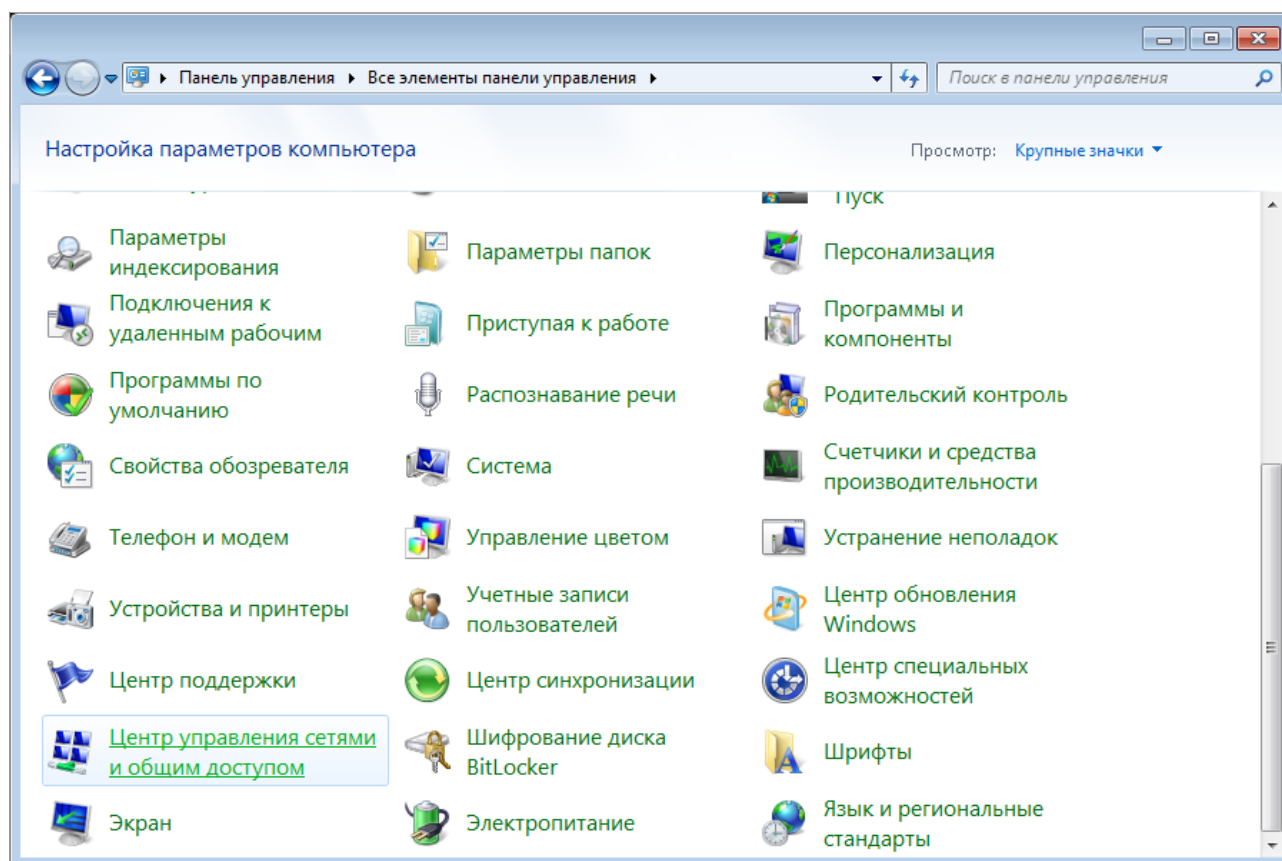 Панель управления
Все элементы панели управления
Поиск в панели управления
Настройка параметров компьютера
Просмотр: Крупные значки
Пуск
Параметры
индексирования
Параметры папок
Персонализация
Подключения к
удаленным рабочим
Приступая к работе
Программы и
компоненты
Программы по
умолчанию
Распознавание речи
Родительский контроль
Свойства обозревателя
Система
Счетчики и средства
производительности
Телефон и модем
Управление цветом
Устранение неполадок
Устройства и принтеры
Учетные записи
пользователей
Центр обновления
Windows
Центр поддержки
Центр синхронизации
Центр специальных
возможностей
Центр управления сетями
и общим доступом
Шифрование диска
BitLocker
Шрифты
Экран
Электропитание
Язык и региональные
стандарты